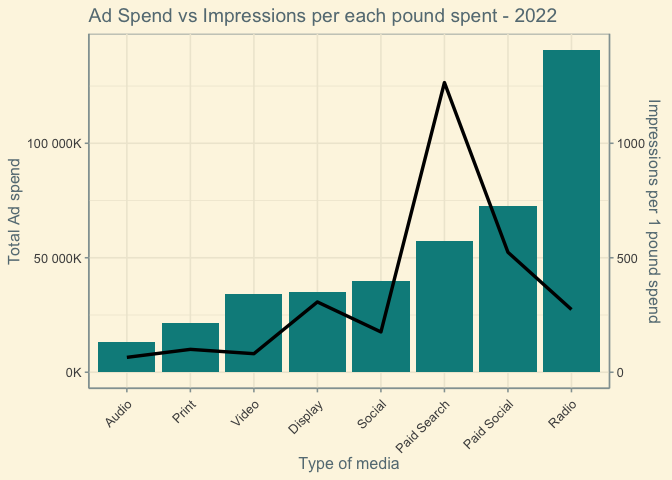 Ad Spend vs Impressions per each pound spent - 2022
Total Ad spend
100 000K
50 000K
0K
1000
500
0
Impressions per 1 pound spend
Audio
Print
Video
Display
Social
Paid Search
Paid Social
Radio
Type of media